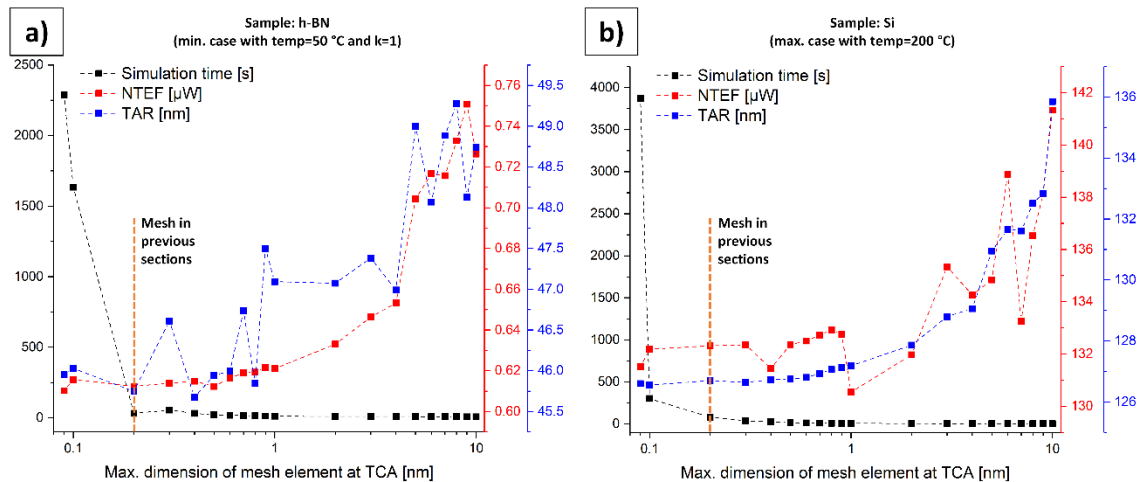 a)
Sample: h-BN
(min. case with temp=50 °C and k=1)
Simulation time [s]
NTEF [µW]
TAR [nm]
Mesh in
previous
sections
2500
2000
1500
1000
500
0
0.76
0.74
0.72
0.70
0.68
0.66
0.64
0.62
0.60
49.5
49.0
48.5
48.0
47.5
47.0
46.5
46.0
45.5
0.1
1
10
Max. dimension of mesh element at TCA [nm]
b)
Sample: Si
(max. case with temp=200 °C)
Simulation time [s]
NTEF [µW]
TAR [nm]
Mesh in
previous
sections
4000
3500
3000
2500
2000
1500
1000
500
0
142
140
138
136
134
132
130
136
134
132
130
128
126
0.1
1
10
Max. dimension of mesh element at TCA [nm]